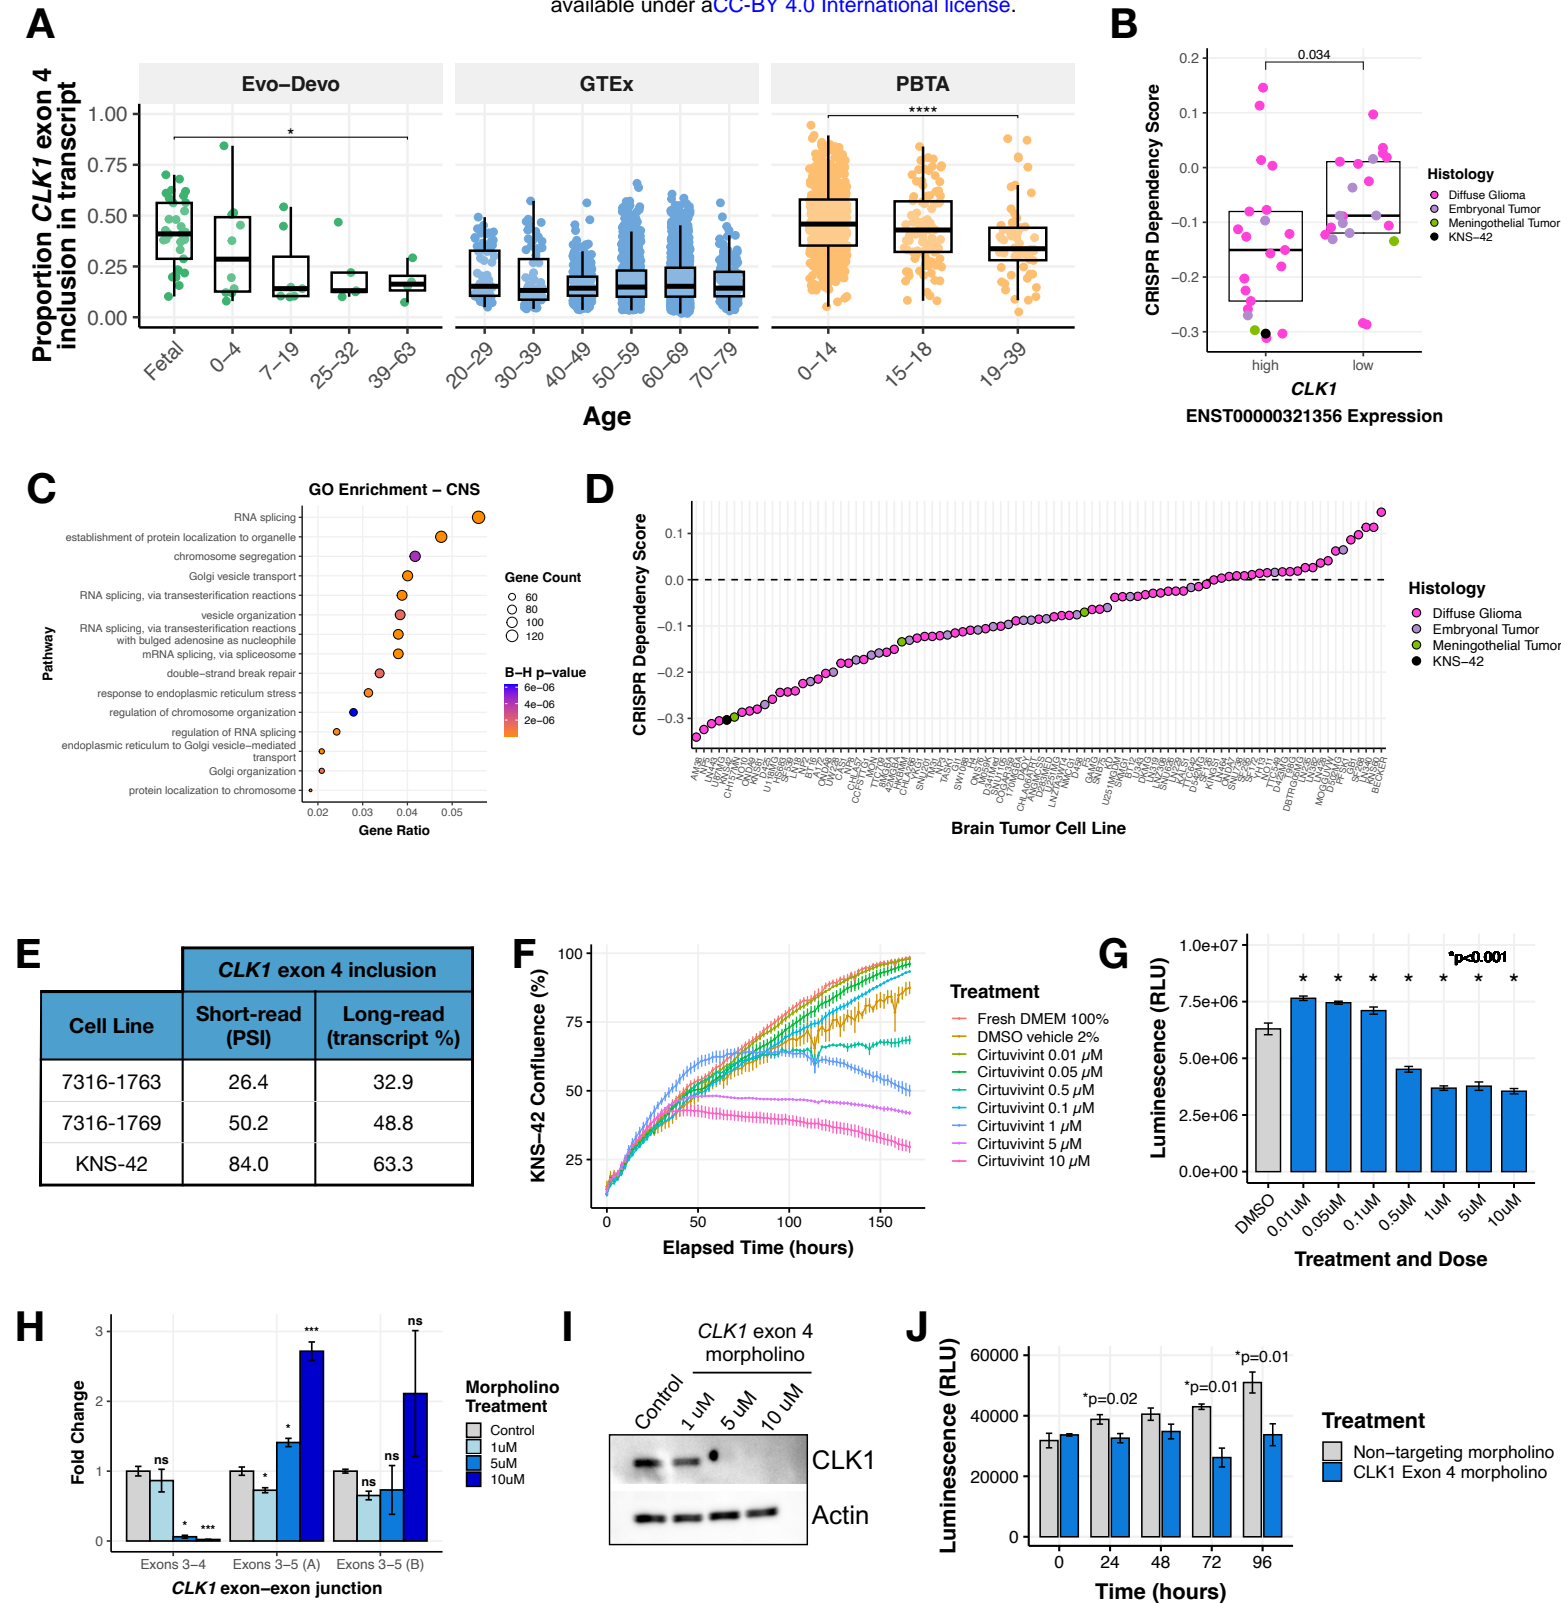 available under aCC-BY 4.0 International license.
A
Evo–Devo
GTEx
PBTA
Proportion CLK1 exon 4
inclusion in transcript
1.00
0.75
0.50
0.25
0.00
*
****
Fetal
0–4
7–19
25–32
39–63
20–29
30–39
40–49
50–59
60–69
70–79
0–14
15–18
19–39
Age
B
CRISPR Dependency Score
0.2
0.1
0.0
−0.1
−0.2
−0.3
0.034
high
low
CLK1
ENST00000321356 Expression
Histology
Diffuse Glioma
Embryonal Tumor
Meningothelial Tumor
KNS−42
C
GO Enrichment – CNS
Pathway
RNA splicing
establishment of protein localization to organelle
chromosome segregation
Golgi vesicle transport
RNA splicing, via transesterification reactions
vesicle organization
RNA splicing, via transesterification reactions
with bulged adenosine as nucleophile
mRNA splicing, via spliceosome
double−strand break repair
response to endoplasmic reticulum stress
regulation of chromosome organization
regulation of RNA splicing
endoplasmic reticulum to Golgi vesicle−mediated
transport
Golgi organization
protein localization to chromosome
0.02
0.03
0.04
0.05
Gene Ratio
Gene Count
60
80
100
120
B−H p−value
6e−06
4e−06
2e−06
D
CRISPR Dependency Score
0.1
0.0
−0.1
−0.2
−0.3
BECKER
Brain Tumor Cell Line
Histology
Diffuse Glioma
Embryonal Tumor
Meningothelial Tumor
KNS−42
E
CLK1 exon 4 inclusion
Cell Line
Short-read
(PSI)
Long-read
(transcript %)
7316-1763 26.4 32.9
7316-1769 50.2 48.8
KNS-42 84.0 63.3
F
KNS−42 Confluence (%)
100
75
50
25
0
50
100
150
Elapsed Time (hours)
Treatment
Fresh DMEM 100%
DMSO vehicle 2%
Cirtuvivint 0.01 μM
Cirtuvivint 0.05 μM
Cirtuvivint 0.5 μM
Cirtuvivint 0.1 μM
Cirtuvivint 1 μM
Cirtuvivint 5 μM
Cirtuvivint 10 μM
G
Luminescence (RLU)
1.0e+07
7.5e+06
5.0e+06
2.5e+06
0.0e+00
*p<0.001
* * * * * * *
DMSO
0.01uM
0.05uM
0.1uM
0.5uM
1uM
5uM
10uM
Treatment and Dose
H
Fold Change
3
2
1
0
ns
*
***
*
*
***
ns
ns
ns
Exons 3−4
Exons 3−5 (A)
Exons 3−5 (B)
CLK1 exon−exon junction
Morpholino
Treatment
Control
1uM
5uM
10uM
I
CLK1 exon 4
morpholino
Control
1 uM
5 uM
10 uM
CLK1
Actin
J
Luminescence (RLU)
60000
40000
20000
0
*p=0.02
*p=0.01
*p=0.01
0
24
48
72
96
Time (hours)
Treatment
Non−targeting morpholino
CLK1 Exon 4 morpholino